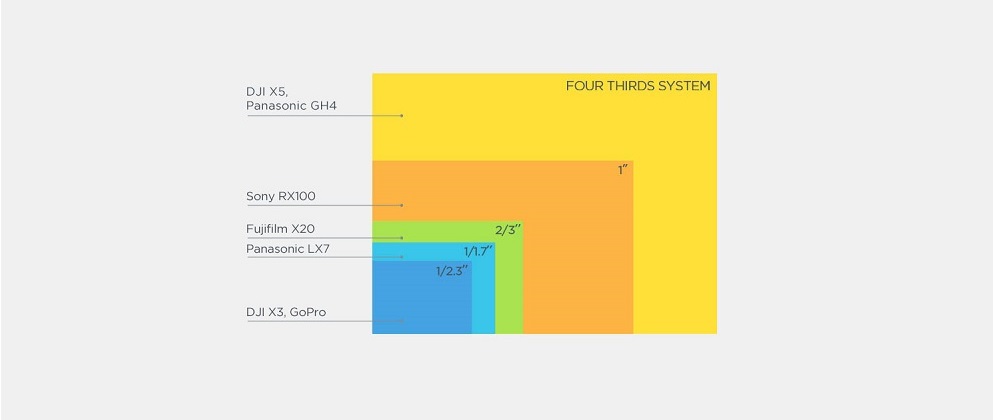 FOUR THIRDS SYSTEM
DJI X5,
Panasonic GH4
1"
Sony RX100
2/3"
Fujifilm X20
1/1.7"
Panasonic LX7
1/2.3"
DJI X3, GoPro